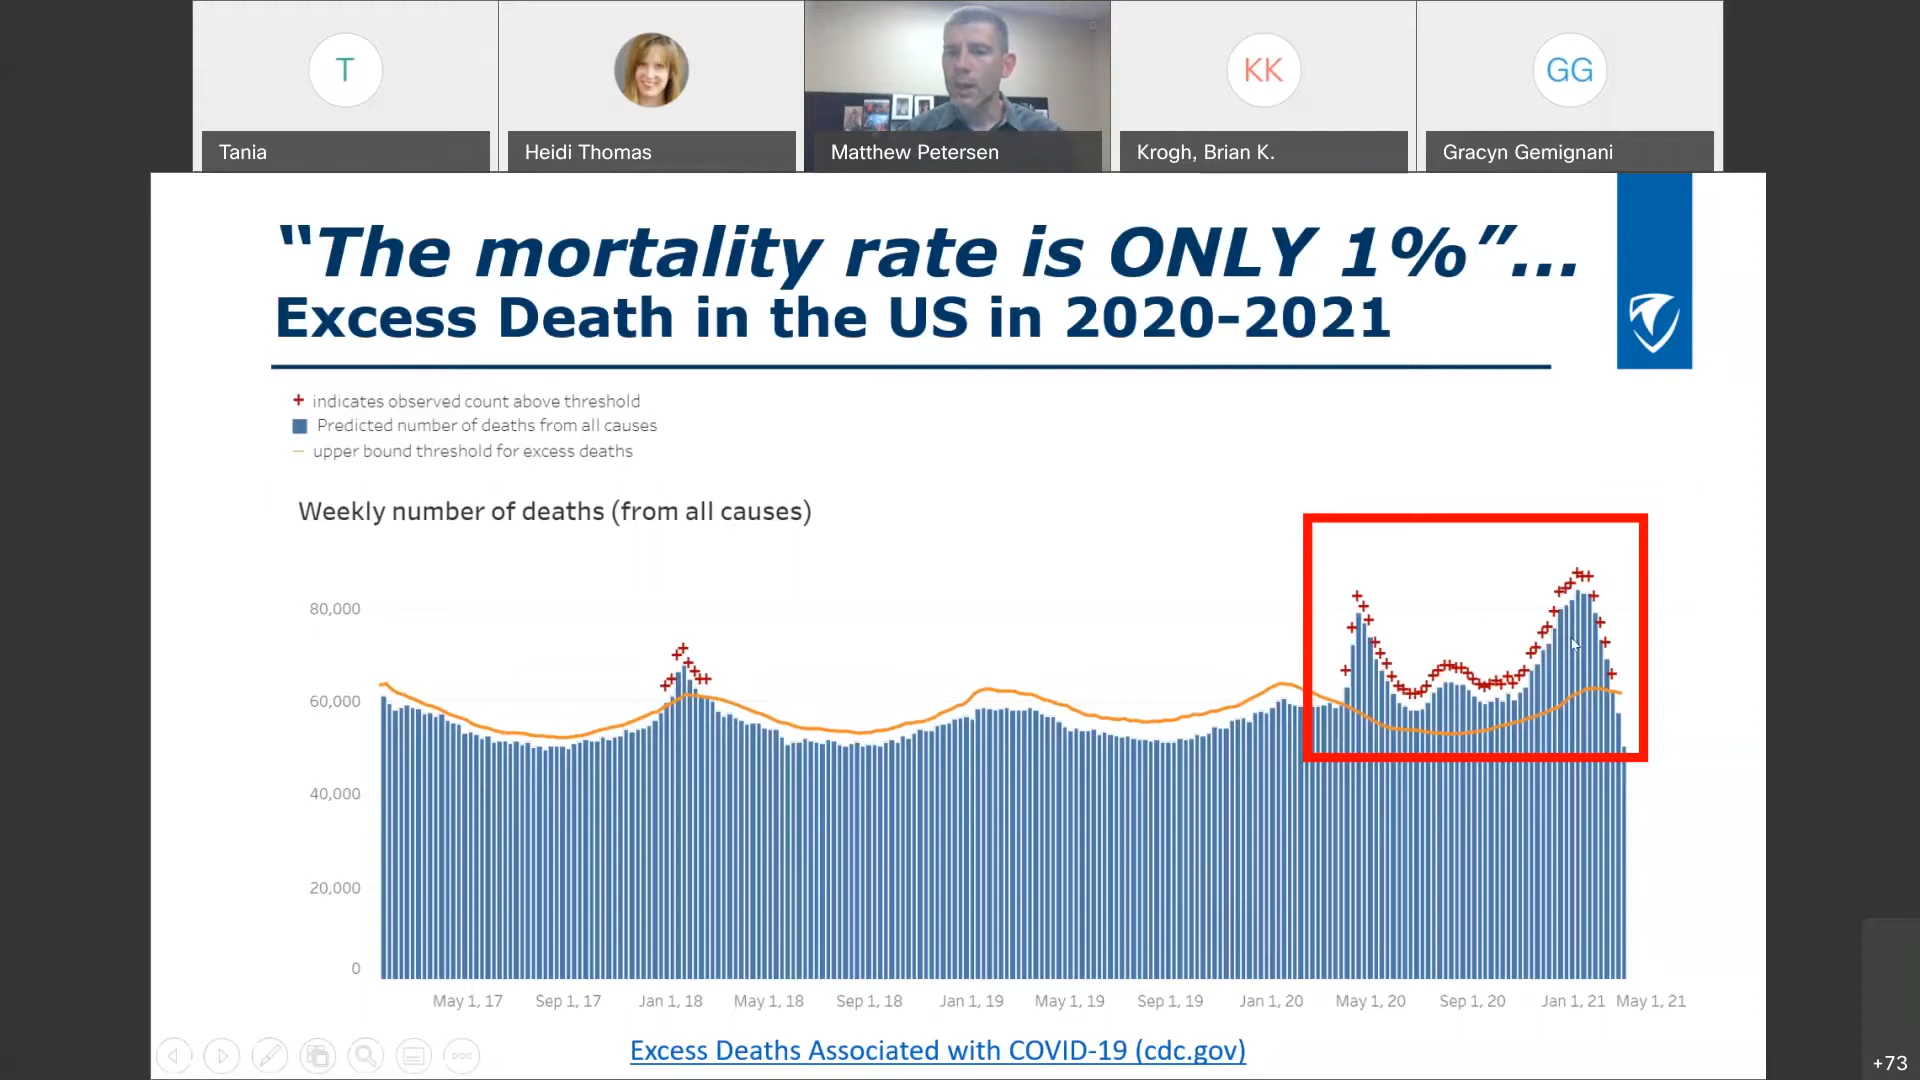 T
KK
GG
Tania
Heidi Thomas
Matthew Petersen
Krogh, Brian K.
Gracyn Gemignani
“The mortality rate is ONLY 1%”...
Excess Death in the US in 2020-2021
+ indicates observed count above threshold
Predicted number of deaths from all causes
upper bound threshold for excess deaths
Weekly number of deaths (from all causes)
80,000
60,000
40,000
20,000
0
May 1, 17 Sep 1, 17 Jan 1, 18 May 1, 18 Sep 1, 18 Jan 1, 19 May 1, 19 Sep 1, 19 Jan 1, 20 May 1, 20 Sep 1, 20 Jan 1, 21 May 1, 21
Excess Deaths Associated with COVID-19 (cdc.gov)
+73